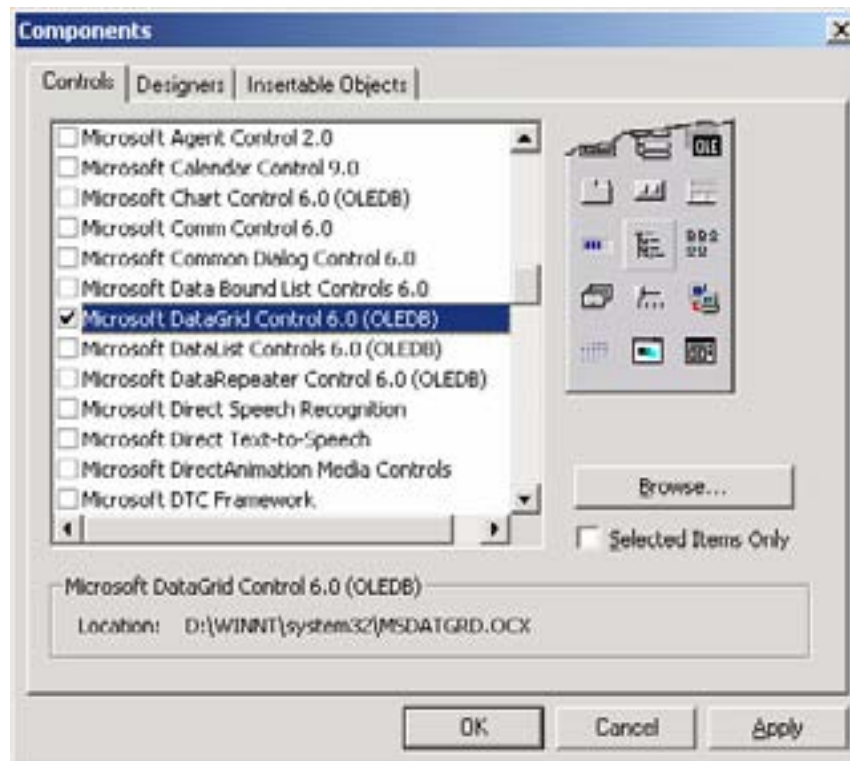 Components
Controls
Designers
Insertable Objects
Microsoft Agent Control 2.0
Microsoft Calendar Control 9.0
Microsoft Chart Control 6.0 (OLEDB)
Microsoft Comm Control 6.0
Microsoft Common Dialog Control 6.0
Microsoft Data Bound List Controls 6.0
Microsoft DataGrid Control 6.0 (OLEDB)
Microsoft DataList Controls 6.0 (OLEDB)
Microsoft DataRepeater Control 6.0 (OLEDB)
Microsoft Direct Speech Recognition
Microsoft Direct Text-to-Speech
Microsoft DirectAnimation Media Controls
Microsoft DTC Framework
OLE
Browse...
Selected Items Only
Microsoft DataGrid Control 6.0 (OLEDB)
Location: D:\WINNT\system32\MSDATGRD.OCX
OK
Cancel
Apply